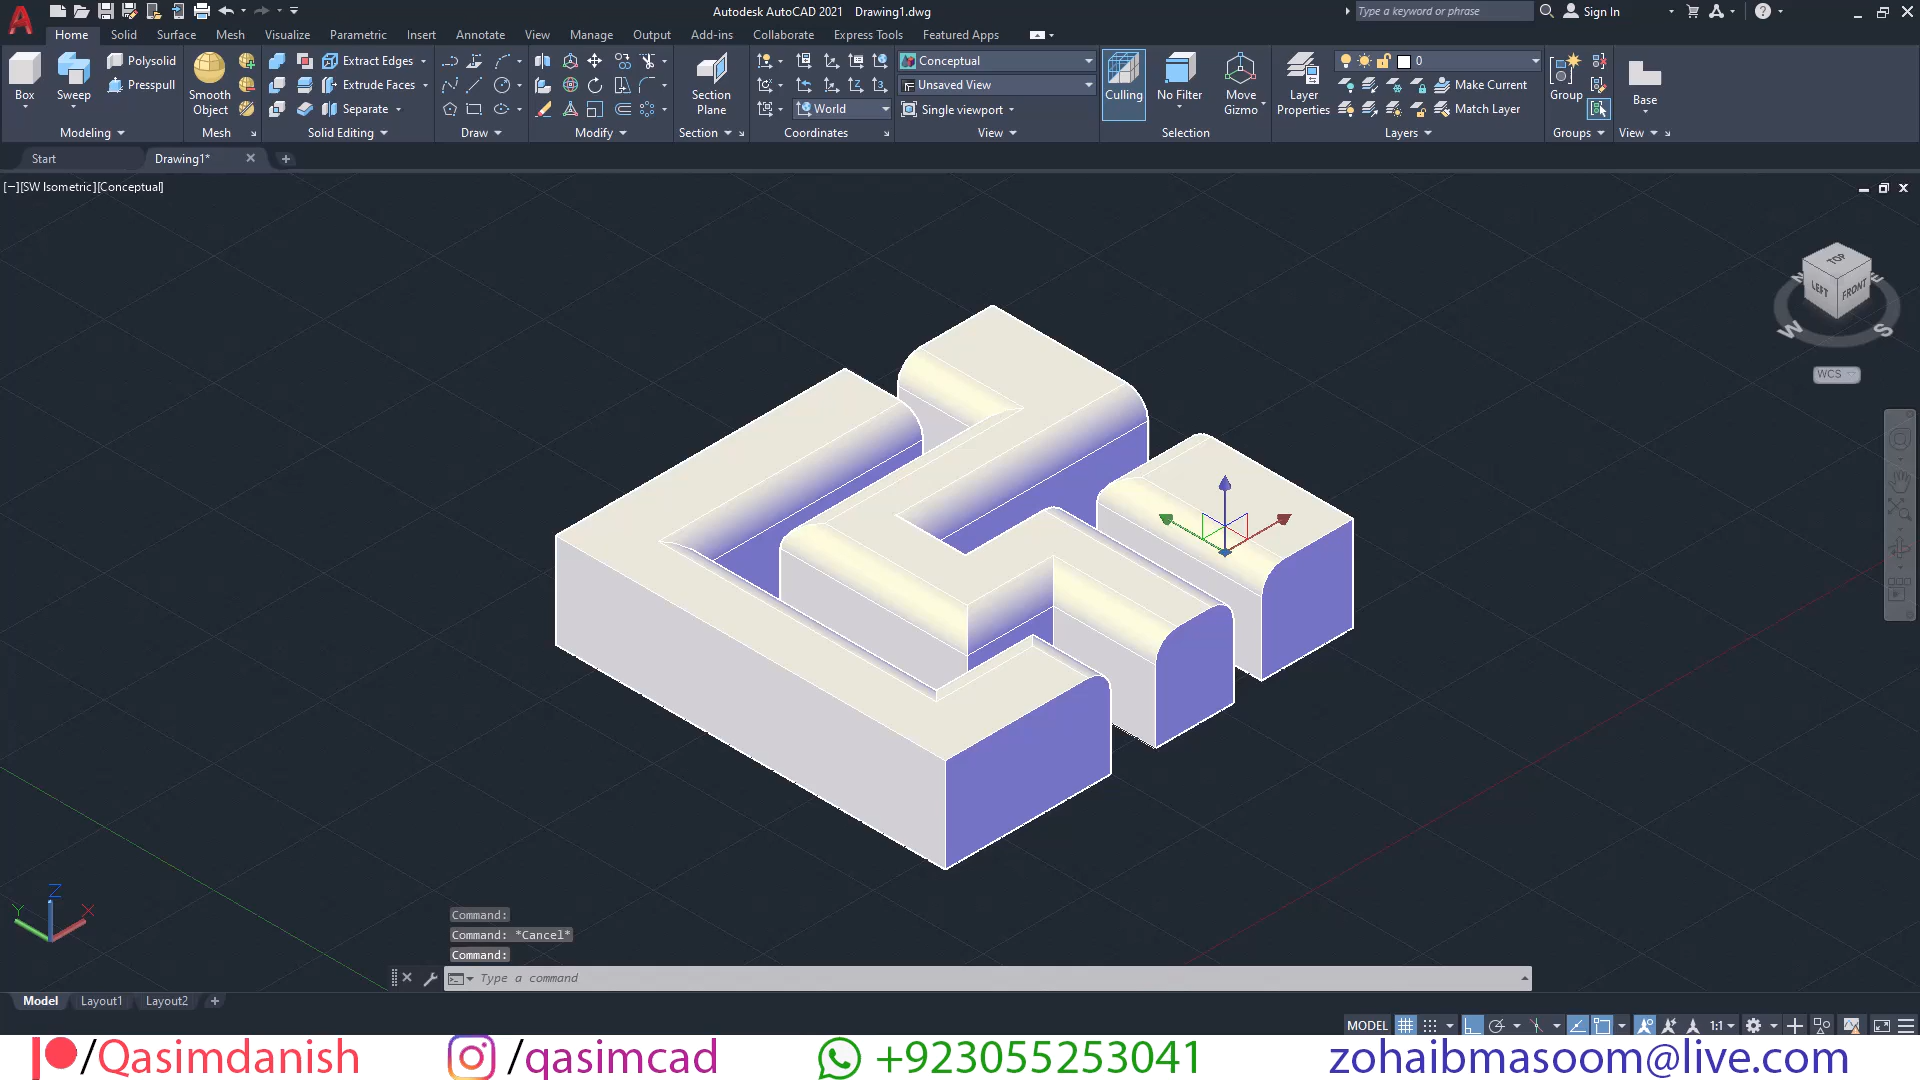 Autodesk AutoCAD 2021 Drawing1.dwg
Type a keyword or phrase
Sign In
Home Solid Surface Mesh Visualize Parametric Insert Annotate View Manage Output Add-ins Collaborate Express Tools Featured Apps
Box
Sweep
Polysolid
Presspull
Modeling
Smooth Object
Mesh
Extract Edges
Extrude Faces
Separate
Solid Editing
Draw
Modify
Section Plane
Section
World
Coordinates
Conceptual
Unsaved View
Single viewport
View
Culling
No Filter
Move Gizmo
Selection
Layer Properties
0
Make Current
Match Layer
Layers
Group
Groups
Base
View
Start
Drawing1*
[−][SW Isometric][Conceptual]
TOP
LEFT
FRONT
N
E
W
S
WCS
Z
Y
X
Command:
Command: *Cancel*
Command:
Type a command
Model Layout1 Layout2
MODEL
1:1
/Qasimdanish
/qasimcad
+923055253041
zohaibmasoom@live.com